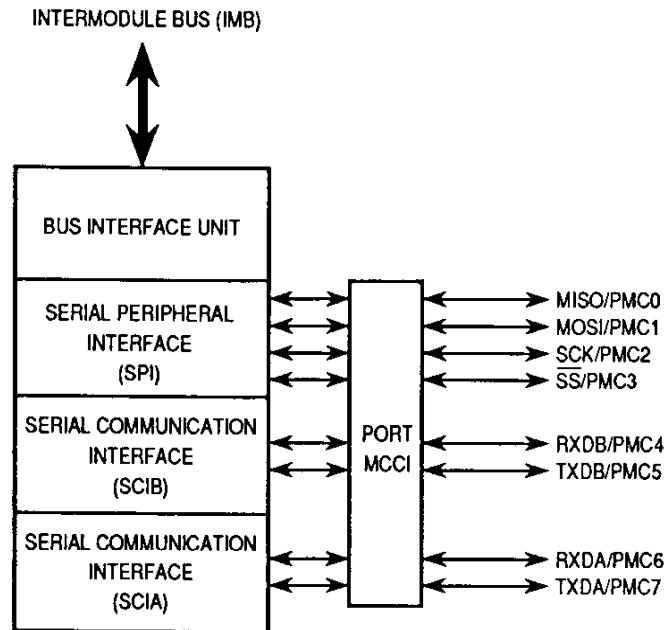 INTERMODULE BUS (IMB)
BUS INTERFACE UNIT
SERIAL PERIPHERAL
INTERFACE
(SPI)
SERIAL COMMUNICATION
INTERFACE
(SCIB)
SERIAL COMMUNICATION
INTERFACE
(SCIA)
PORT
MCCI
MISO/PMC0
MOSI/PMC1
SCK/PMC2
S̅S̅/PMC3
RXDB/PMC4
TXDB/PMC5
RXDA/PMC6
TXDA/PMC7